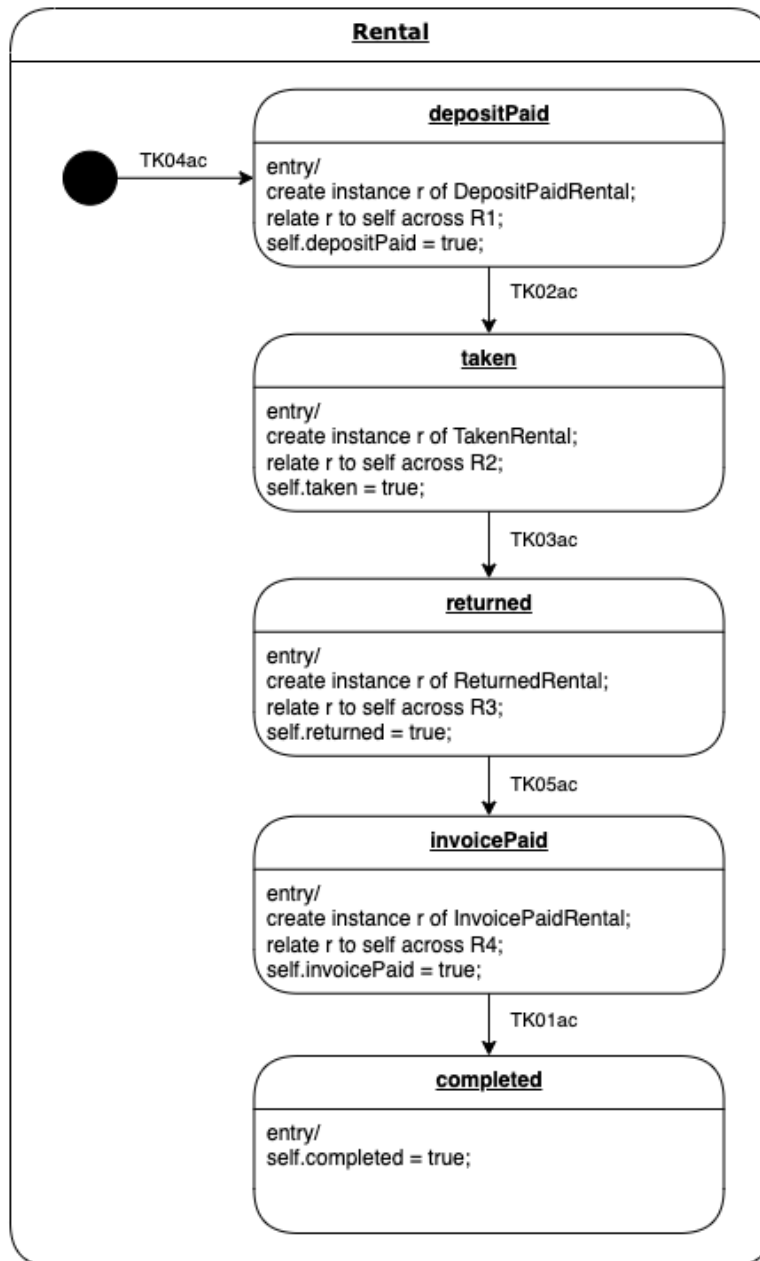 Rental
depositPaid
TK04ac
entry/
create instance r of DepositPaidRental;
relate r to self across R1;
self.depositPaid = true;
TK02ac
taken
entry/
create instance r of TakenRental;
relate r to self across R2;
self.taken = true;
TK03ac
returned
entry/
create instance r of ReturnedRental;
relate r to self across R3;
self.returned = true;
TK05ac
invoicePaid
entry/
create instance r of InvoicePaidRental;
relate r to self across R4;
self.invoicePaid = true;
TK01ac
completed
entry/
self.completed = true;